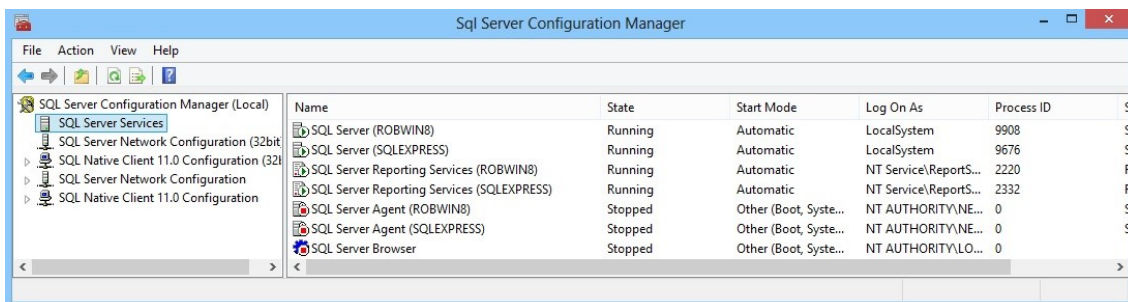 Sql Server Configuration Manager
File Action View Help
SQL Server Configuration Manager (Local)
SQL Server Services
SQL Server Network Configuration (32bit
SQL Native Client 11.0 Configuration (32
SQL Server Network Configuration
SQL Native Client 11.0 Configuration
Name State Start Mode Log On As Process ID
SQL Server (ROBWIN8) Running Automatic LocalSystem 9908
SQL Server (SQLEXPRESS) Running Automatic LocalSystem 9676
SQL Server Reporting Services (ROBWIN8) Running Automatic NT Service\ReportS... 2220
SQL Server Reporting Services (SQLEXPRESS) Running Automatic NT Service\ReportS... 2332
SQL Server Agent (ROBWIN8) Stopped Other (Boot, Syste... NT AUTHORITY\NE... 0
SQL Server Agent (SQLEXPRESS) Stopped Other (Boot, Syste... NT AUTHORITY\NE... 0
SQL Server Browser Stopped Other (Boot, Syste... NT AUTHORITY\LO... 0